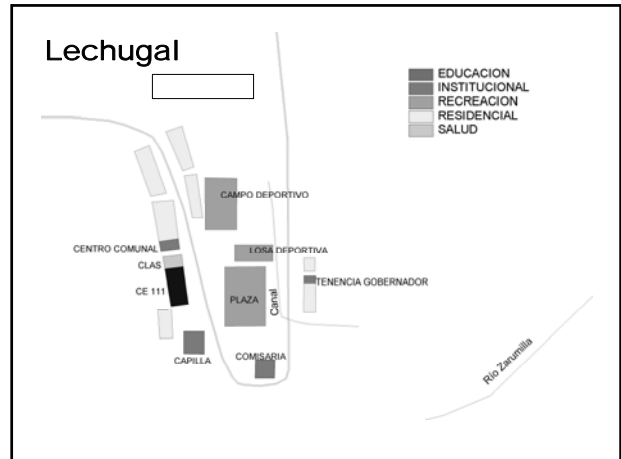 Lechugal
EDUCACION
INSTITUCIONAL
RECREACION
RESIDENCIAL
SALUD
CAMPO DEPORTIVO
CENTRO COMUNAL
LOSA DEPORTIVA
CLAS
TENENCIA GOBERNADOR
CE 111
PLAZA
Canal
CAPILLA
COMISARIA
Río Zarumilla